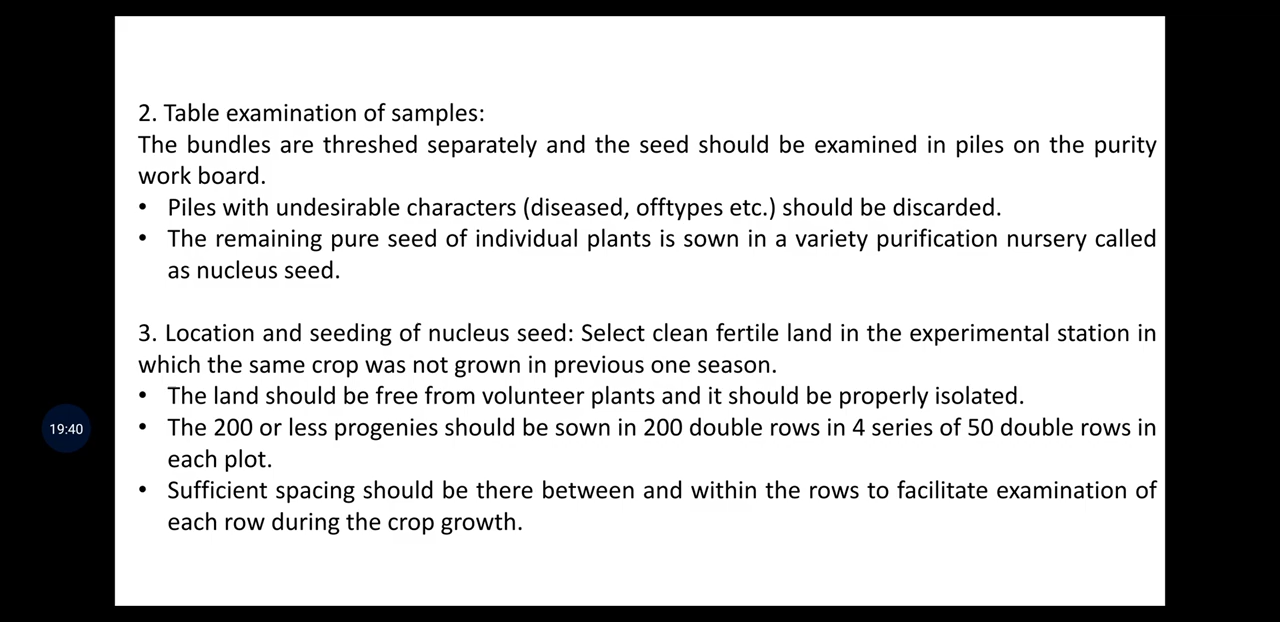 2. Table examination of samples:
The bundles are threshed separately and the seed should be examined in piles on the purity
work board.
• Piles with undesirable characters (diseased, offtypes etc.) should be discarded.
• The remaining pure seed of individual plants is sown in a variety purification nursery called
as nucleus seed.
3. Location and seeding of nucleus seed: Select clean fertile land in the experimental station in
which the same crop was not grown in previous one season.
• The land should be free from volunteer plants and it should be properly isolated.
19:40
• The 200 or less progenies should be sown in 200 double rows in 4 series of 50 double rows in
each plot.
• Sufficient spacing should be there between and within the rows to facilitate examination of
each row during the crop growth.